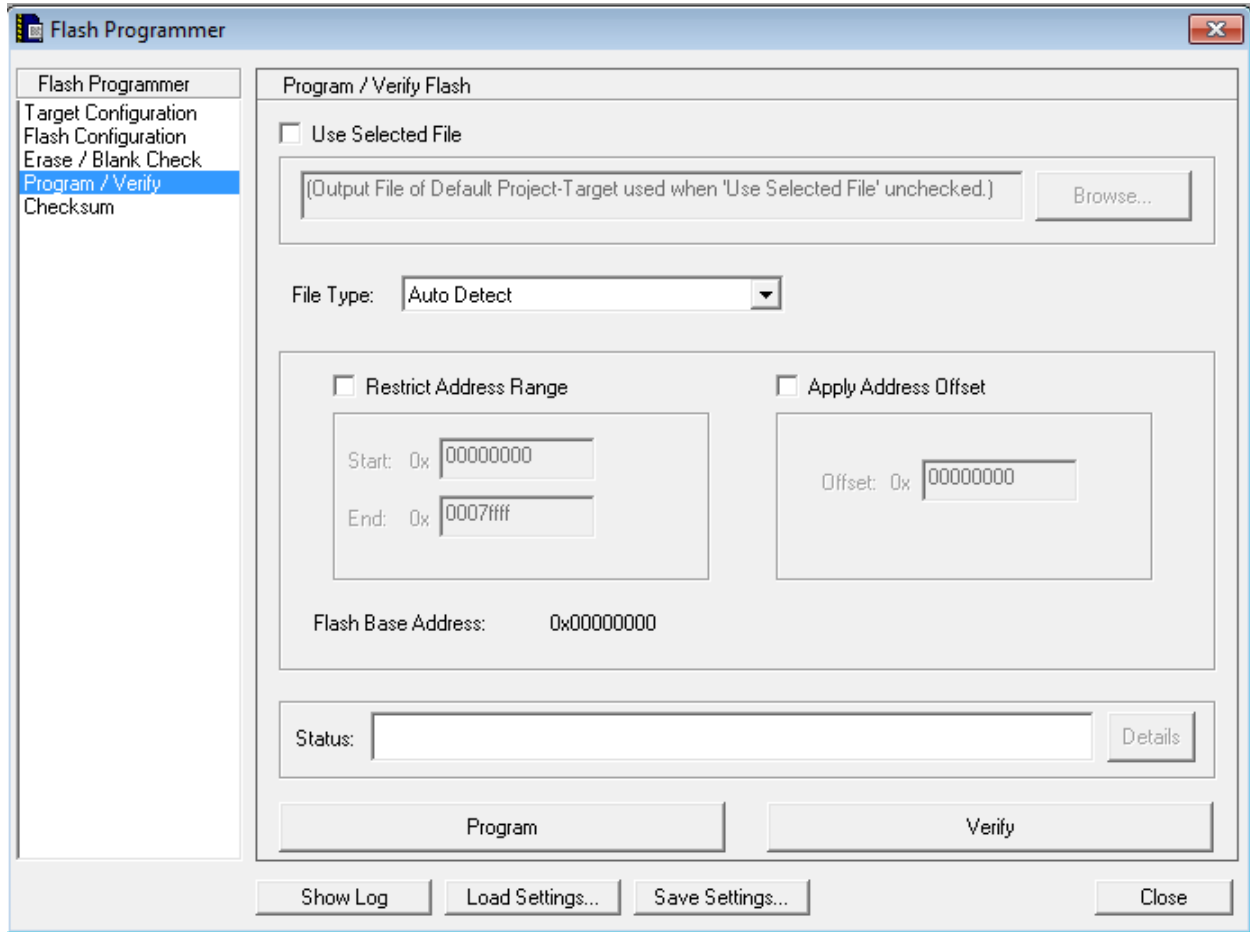 Flash Programmer
Flash Programmer
Target Configuration
Flash Configuration
Erase / Blank Check
Program / Verify
Checksum
Program / Verify Flash
Use Selected File
(Output File of Default Project-Target used when 'Use Selected File' unchecked.)
Browse...
File Type: Auto Detect
Restrict Address Range
Start: 0x 00000000
End: 0x 0007ffff
Apply Address Offset
Offset: 0x 00000000
Flash Base Address: 0x00000000
Status:
Details
Program
Verify
Show Log
Load Settings...
Save Settings...
Close